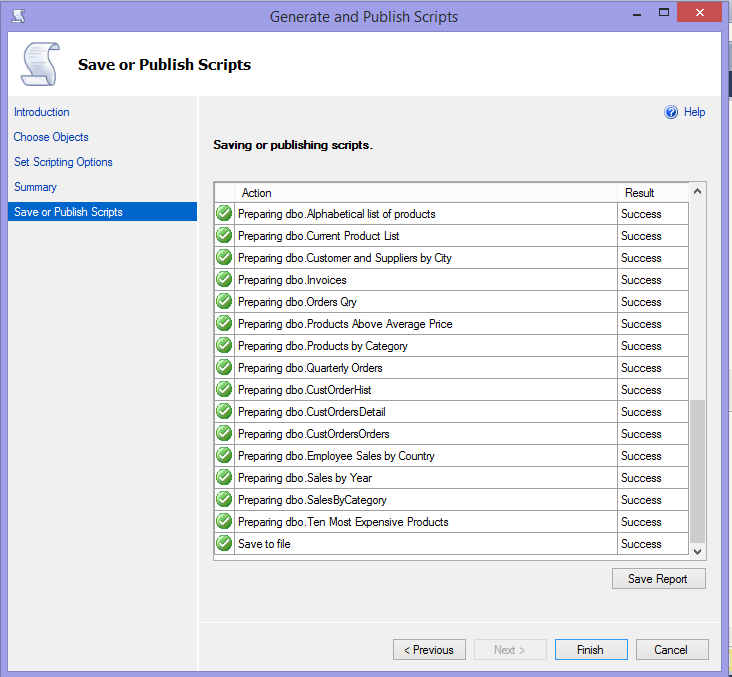 Generate and Publish Scripts
Save or Publish Scripts
Introduction
Choose Objects
Set Scripting Options
Summary
Save or Publish Scripts
Help
Saving or publishing scripts.
Action Result
Preparing dbo.Alphabetical list of products Success
Preparing dbo.Current Product List Success
Preparing dbo.Customer and Suppliers by City Success
Preparing dbo.Invoices Success
Preparing dbo.Orders Qry Success
Preparing dbo.Products Above Average Price Success
Preparing dbo.Products by Category Success
Preparing dbo.Quarterly Orders Success
Preparing dbo.CustOrderHist Success
Preparing dbo.CustOrdersDetail Success
Preparing dbo.CustOrdersOrders Success
Preparing dbo.Employee Sales by Country Success
Preparing dbo.Sales by Year Success
Preparing dbo.SalesByCategory Success
Preparing dbo.Ten Most Expensive Products Success
Save to file Success
Save Report
< Previous Next > Finish Cancel